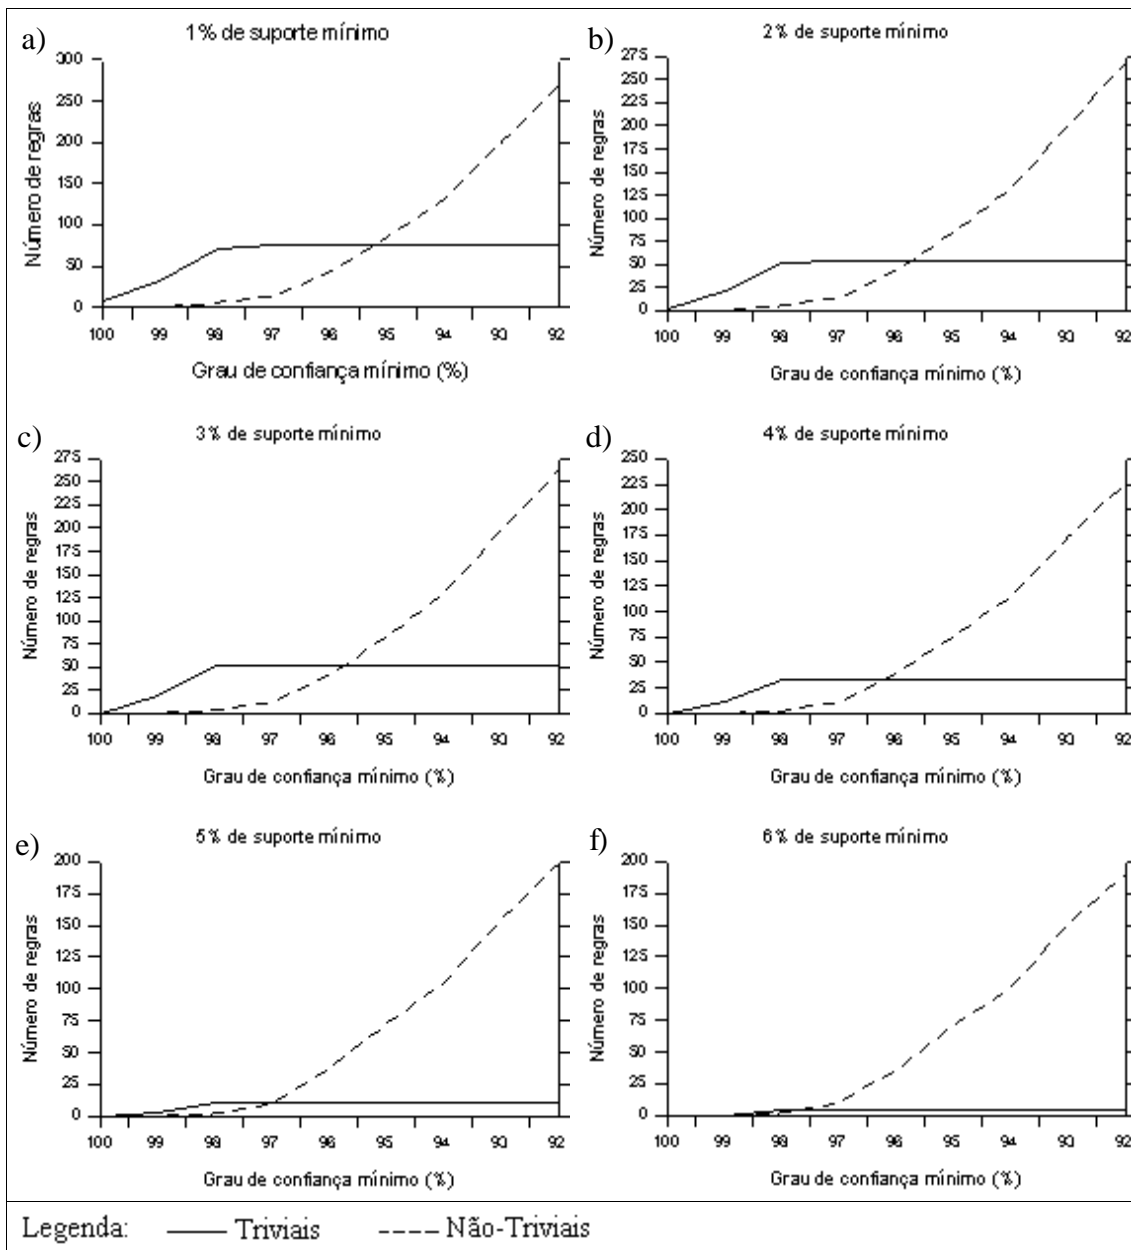 a)
1% de suporte mínimo
Número de regras
300
250
200
150
100
50
0
100 99 98 97 96 95 94 93 92
Grau de confiança mínimo (%)
b)
2% de suporte mínimo
Número de regras
275
250
225
200
175
150
125
100
75
50
25
0
100 99 98 97 96 95 94 93 92
Grau de confiança mínimo (%)
c)
3% de suporte mínimo
Número de regras
275
250
225
200
175
150
125
100
75
50
25
0
100 99 98 97 96 95 94 93 92
Grau de confiança mínimo (%)
d)
4% de suporte mínimo
Número de regras
250
225
200
175
150
125
100
75
50
25
0
100 99 98 97 96 95 94 93 92
Grau de confiança mínimo (%)
e)
5% de suporte mínimo
Número de regras
200
175
150
125
100
75
50
25
0
100 99 98 97 96 95 94 93 92
Grau de confiança mínimo (%)
f)
6% de suporte mínimo
Número de regras
200
175
150
125
100
75
50
25
0
100 99 98 97 96 95 94 93 92
Grau de confiança mínimo (%)
Legenda: Triviais Não-Triviais